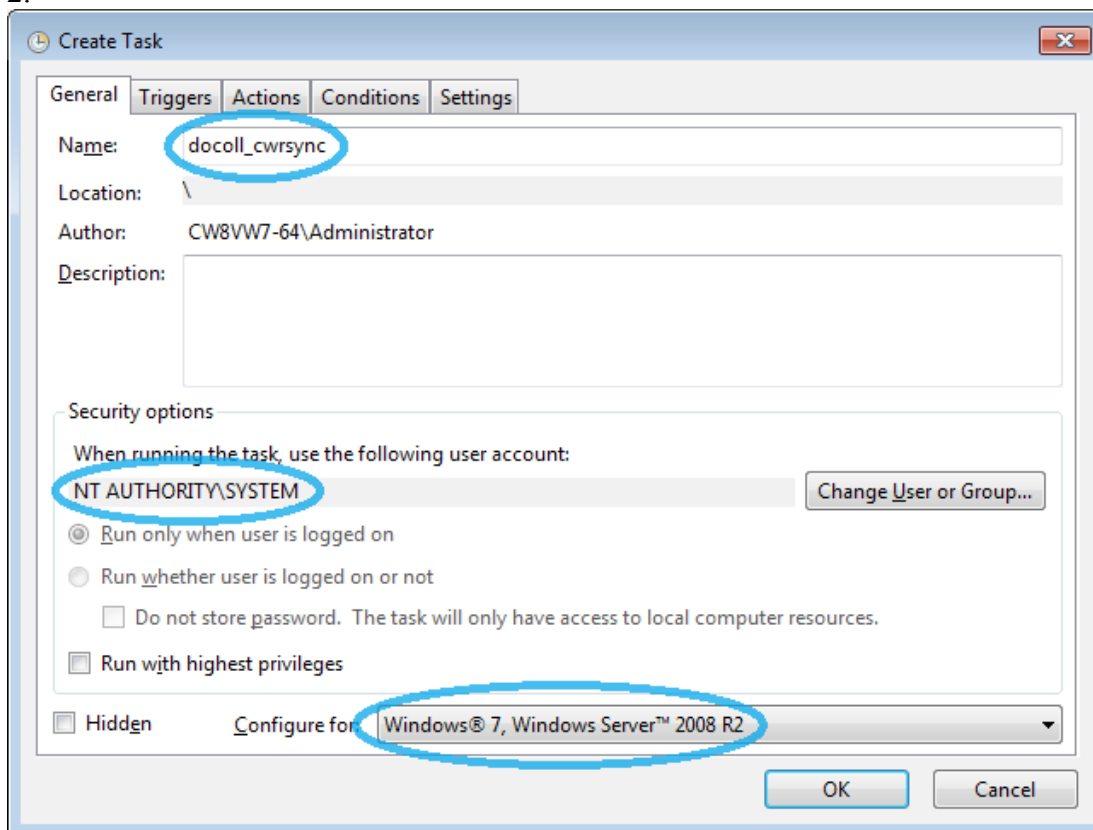 2.
Create Task
General Triggers Actions Conditions Settings
Name: docoll_cwrsync
Location: \
Author: CW8VW7-64\Administrator
Description:
Security options
When running the task, use the following user account:
NT AUTHORITY\SYSTEM Change User or Group...
Run only when user is logged on
Run whether user is logged on or not
Do not store password. The task will only have access to local computer resources.
Run with highest privileges
Hidden Configure for: Windows® 7, Windows Server™ 2008 R2
OK Cancel